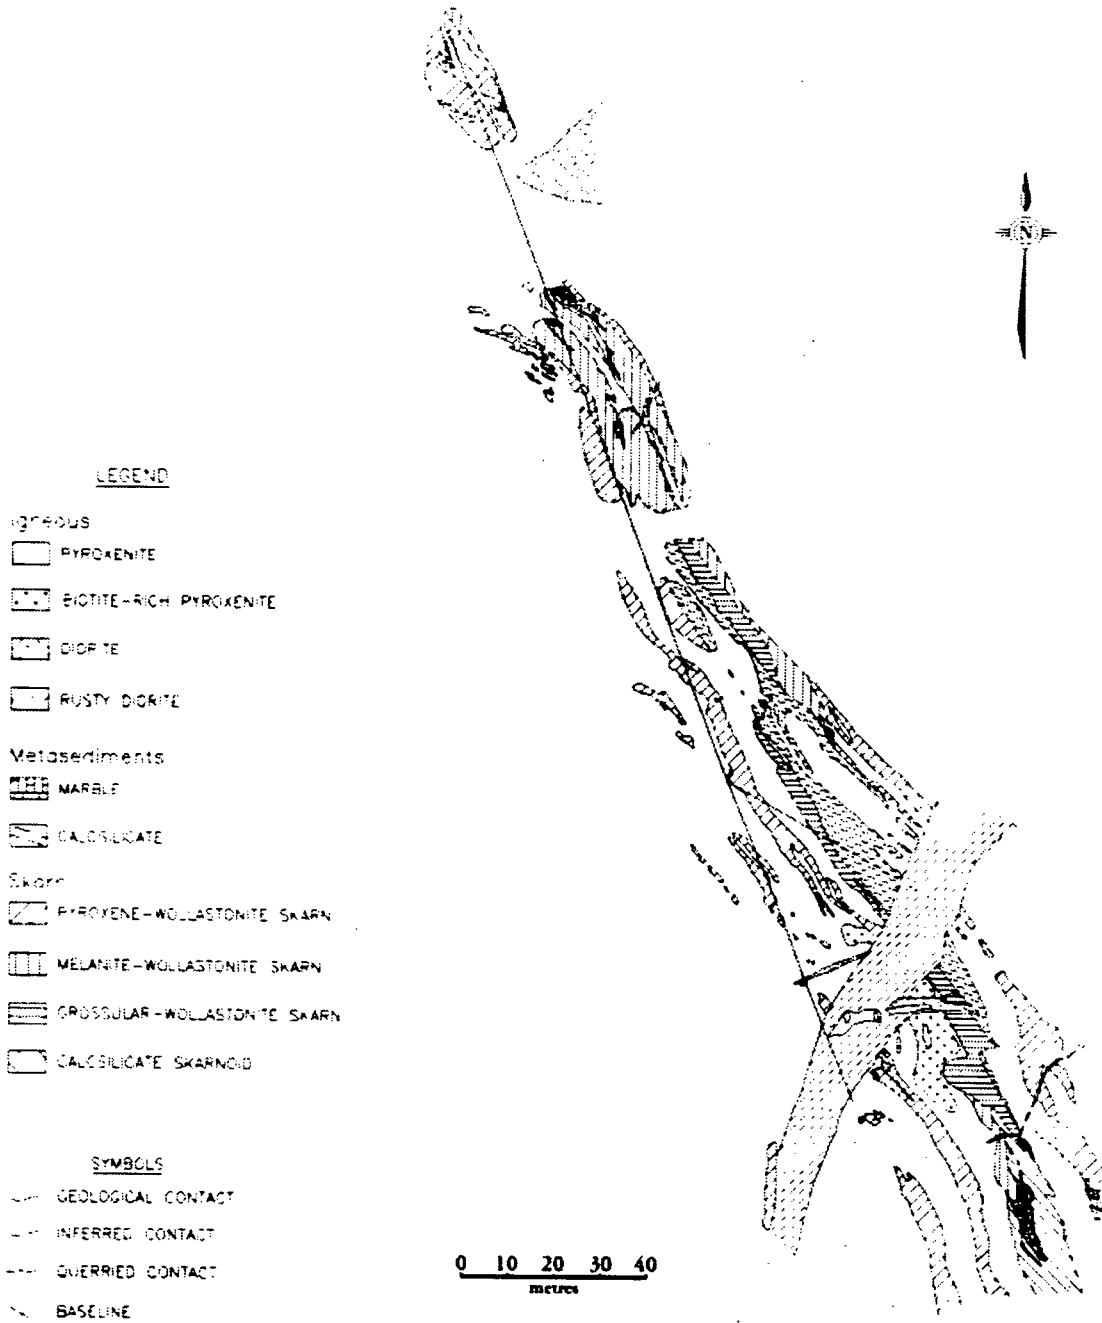 N
LEGEND
Igneous
PYROXENITE
BIOTITE-RICH PYROXENITE
DIORITE
RUSTY DIORITE
Metasediments
MARBLE
CALCSILICATE
Skarn
PYROXENE-WOLLASTONITE SKARN
MELANITE-WOLLASTONITE SKARN
GROSSULAR-WOLLASTONITE SKARN
CALCSILICATE SKARNOID
SYMBOLS
GEOLOGICAL CONTACT
INFERRED CONTACT
QUERRIED CONTACT
BASELINE
0 10 20 30 40
metres